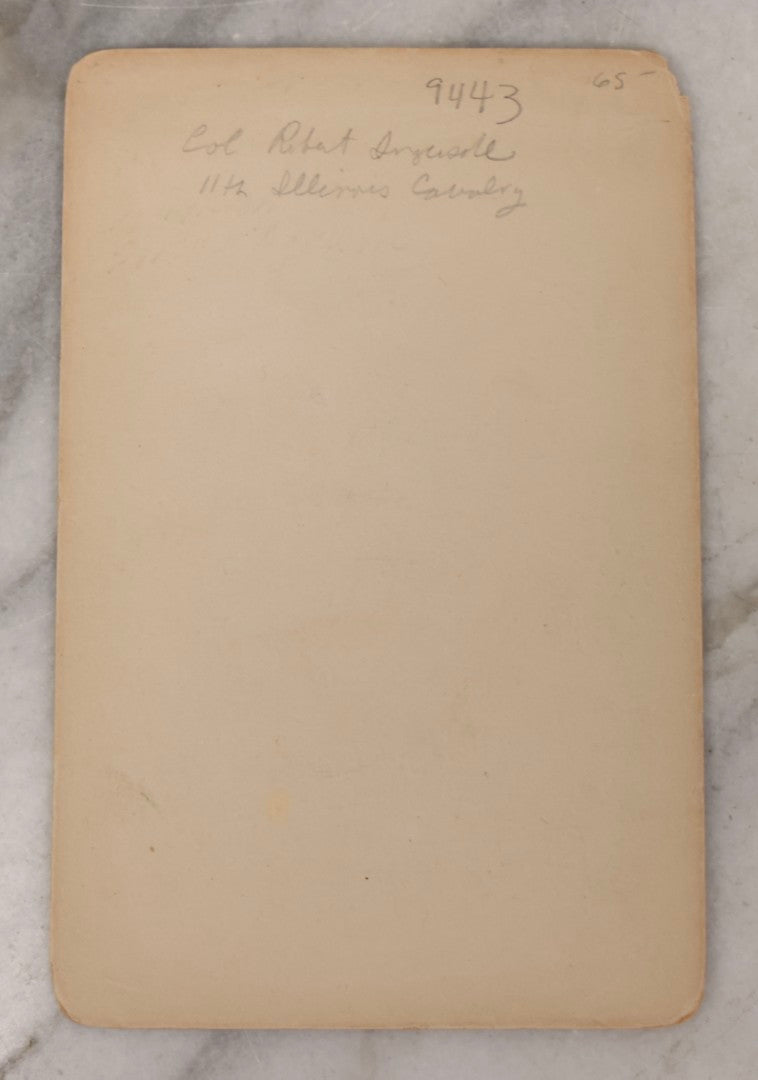 9443
65-
Col Robert Ingersoll
11th Illinois Cavalry